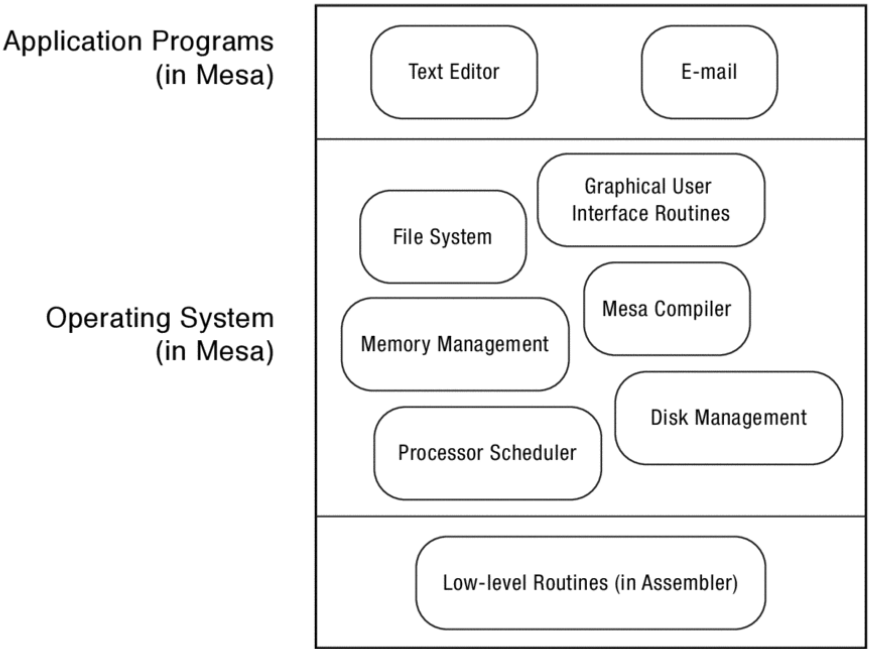 Application Programs
(in Mesa)
Text Editor
E-mail
Graphical User
Interface Routines
File System
Mesa Compiler
Operating System
(in Mesa)
Memory Management
Disk Management
Processor Scheduler
Low-level Routines (in Assembler)